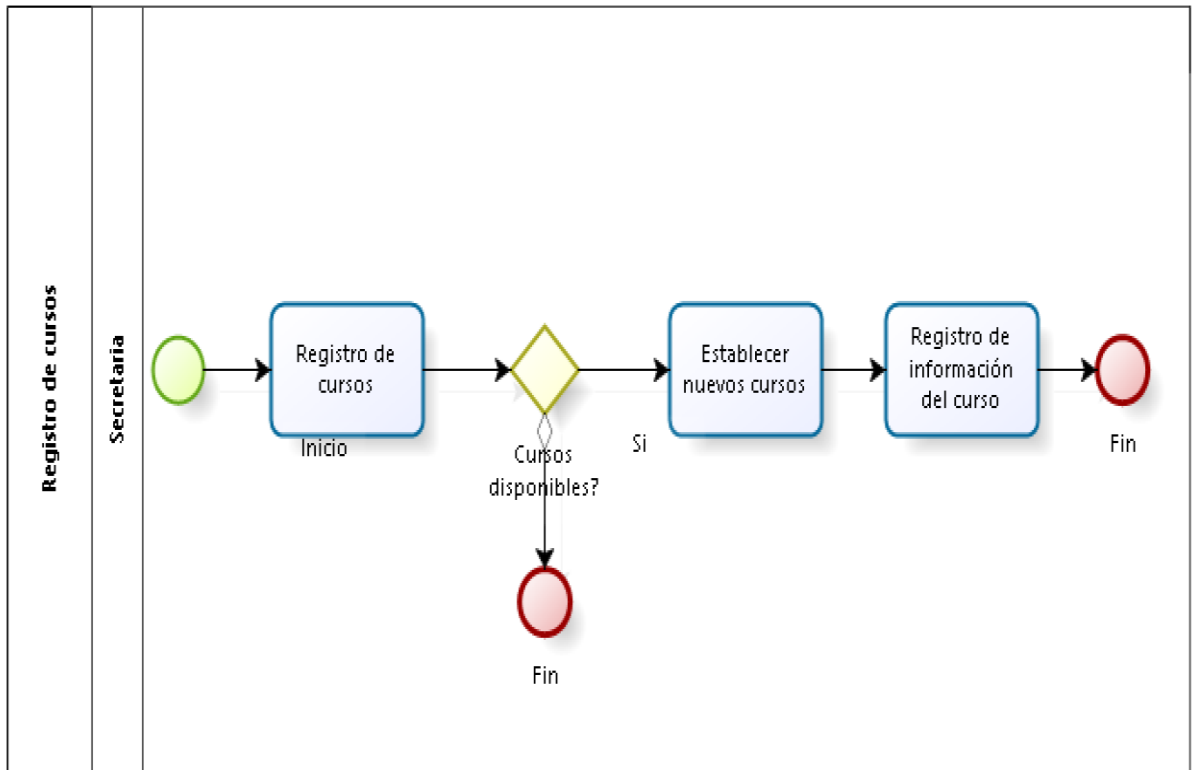 Registro de cursos
Secretaria
Registro de
cursos
Inicio
Cursos
disponibles?
Si
Establecer
nuevos cursos
Registro de
información
del curso
Fin
Fin